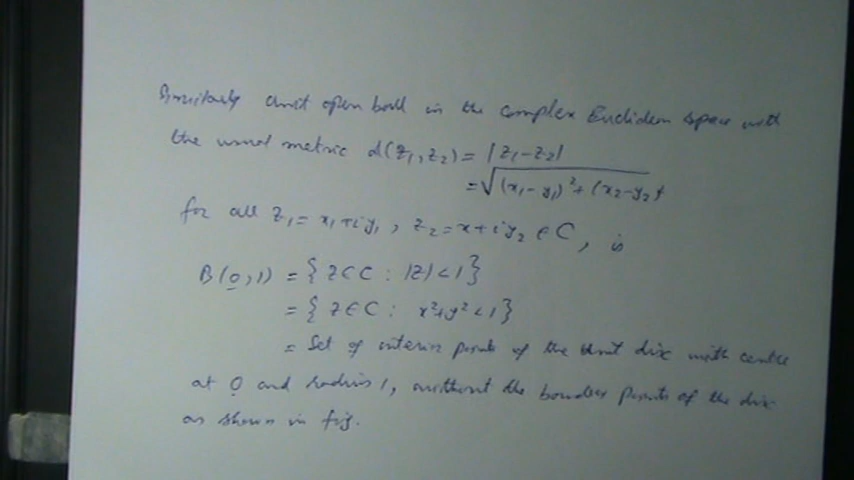 Similarly unit open ball in the complex Euclidean space with
the usual metric d(z₁, z₂) = |z₁-z₂|
= √(x₁-y₁)²+(x₂-y₂)²
for all z₁ = x₁+iy₁, z₂ = x+iy₂ ∈ C, is
B(0,1) = { z ∈ C : |z| < 1 }
= { z ∈ C : x²+y² < 1 }
= Set of interior points of the unit disc with centre
at 0 and radius 1, without the boundary points of the disc
as shown in fig.